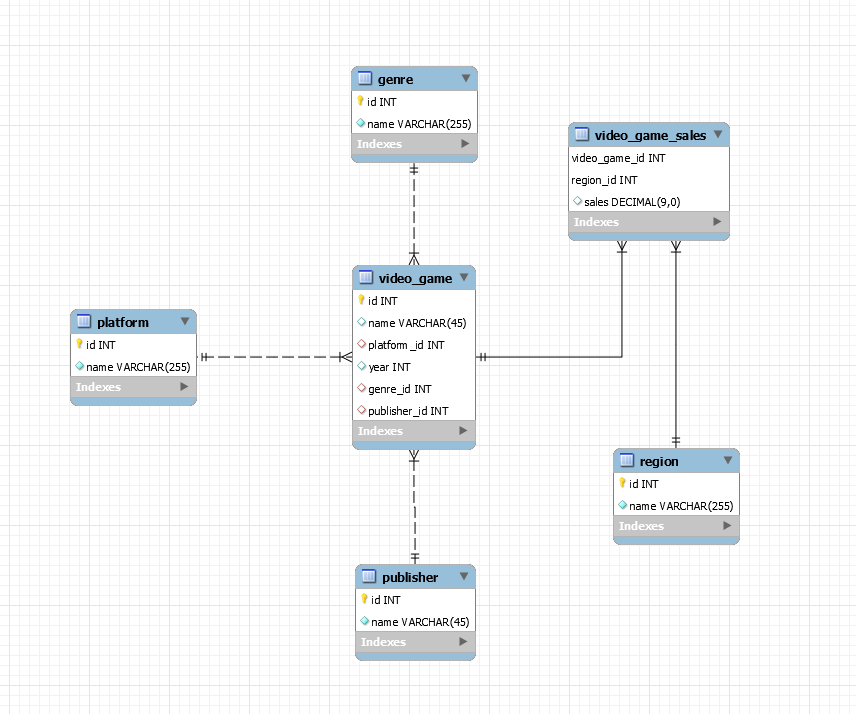 genre
id INT
name VARCHAR(255)
Indexes
video_game_sales
video_game_id INT
region_id INT
sales DECIMAL(9,0)
Indexes
video_game
id INT
name VARCHAR(45)
platform_id INT
year INT
genre_id INT
publisher_id INT
Indexes
platform
id INT
name VARCHAR(255)
Indexes
region
id INT
name VARCHAR(255)
Indexes
publisher
id INT
name VARCHAR(45)
Indexes